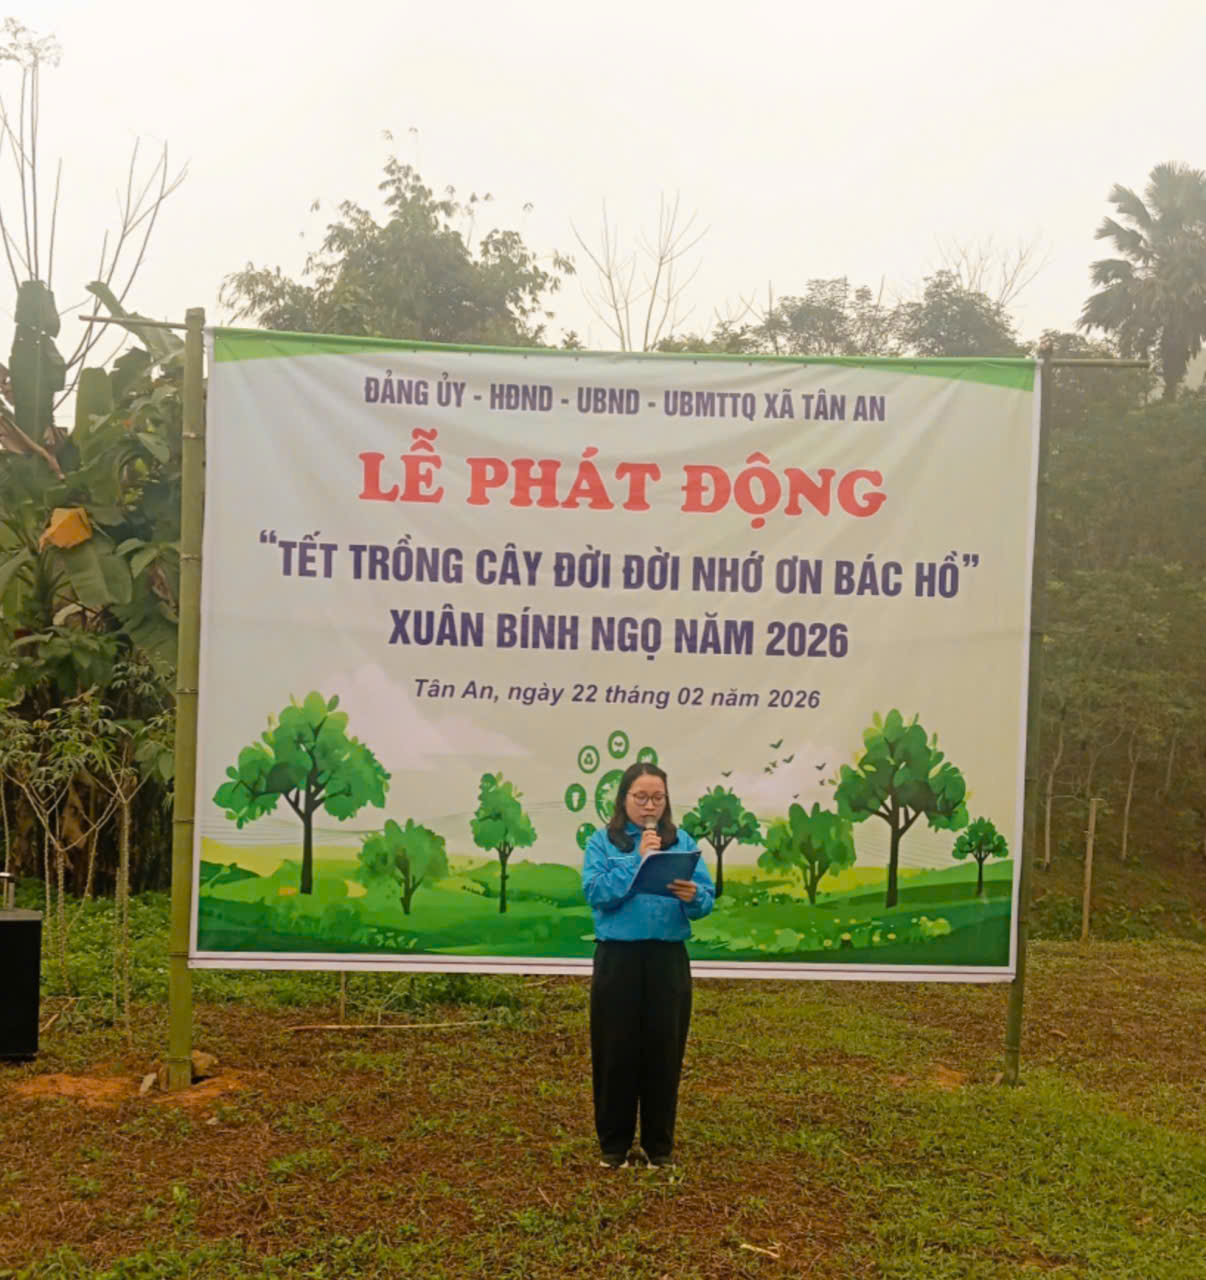 ĐẢNG ỦY - HĐND - UBND - UBMTTQ XÃ TÂN AN
LỄ PHÁT ĐỘNG
“TẾT TRỒNG CÂY ĐỜI ĐỜI NHỚ ƠN BÁC HỒ”
XUÂN BÍNH NGỌ NĂM 2026
Tân An, ngày 22 tháng 02 năm 2026